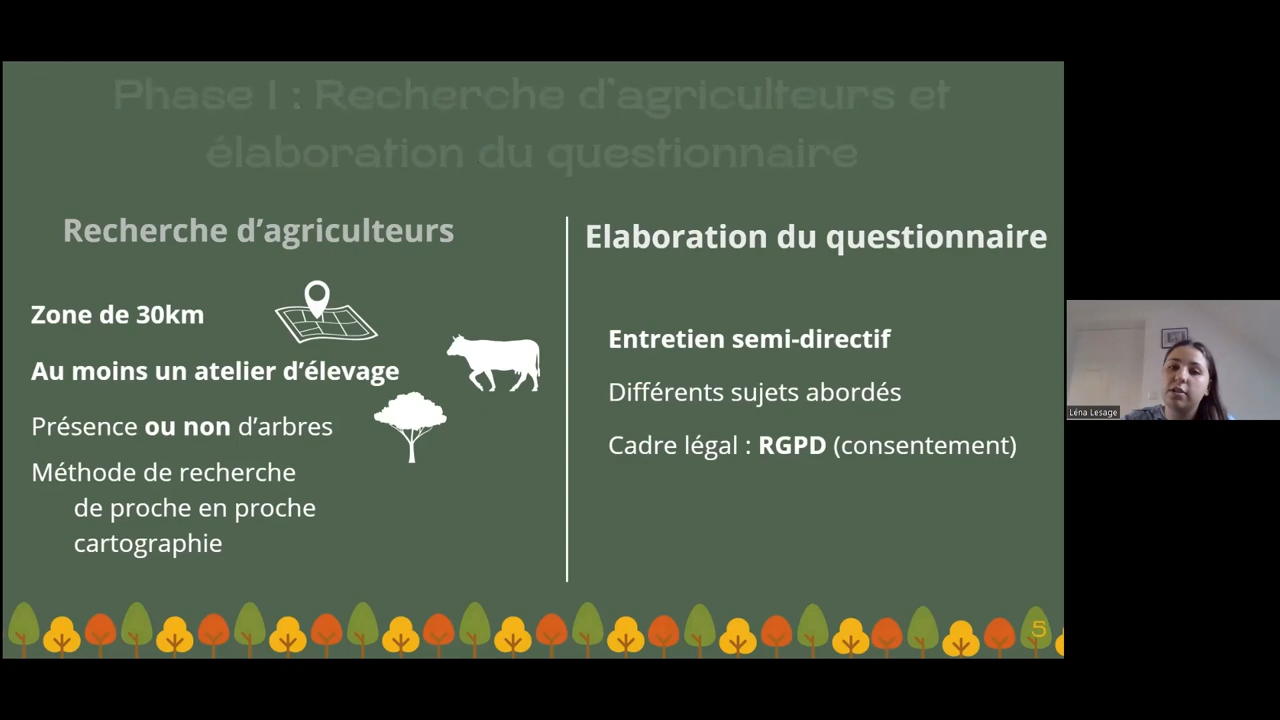 Phase I : Recherche d'agriculteurs et
élaboration du questionnaire
Recherche d'agriculteurs
Zone de 30km
Au moins un atelier d'élevage
Présence ou non d'arbres
Méthode de recherche
de proche en proche
cartographie
Elaboration du questionnaire
Entretien semi-directif
Différents sujets abordés
Cadre légal : RGPD (consentement)
5
Léna Lesage